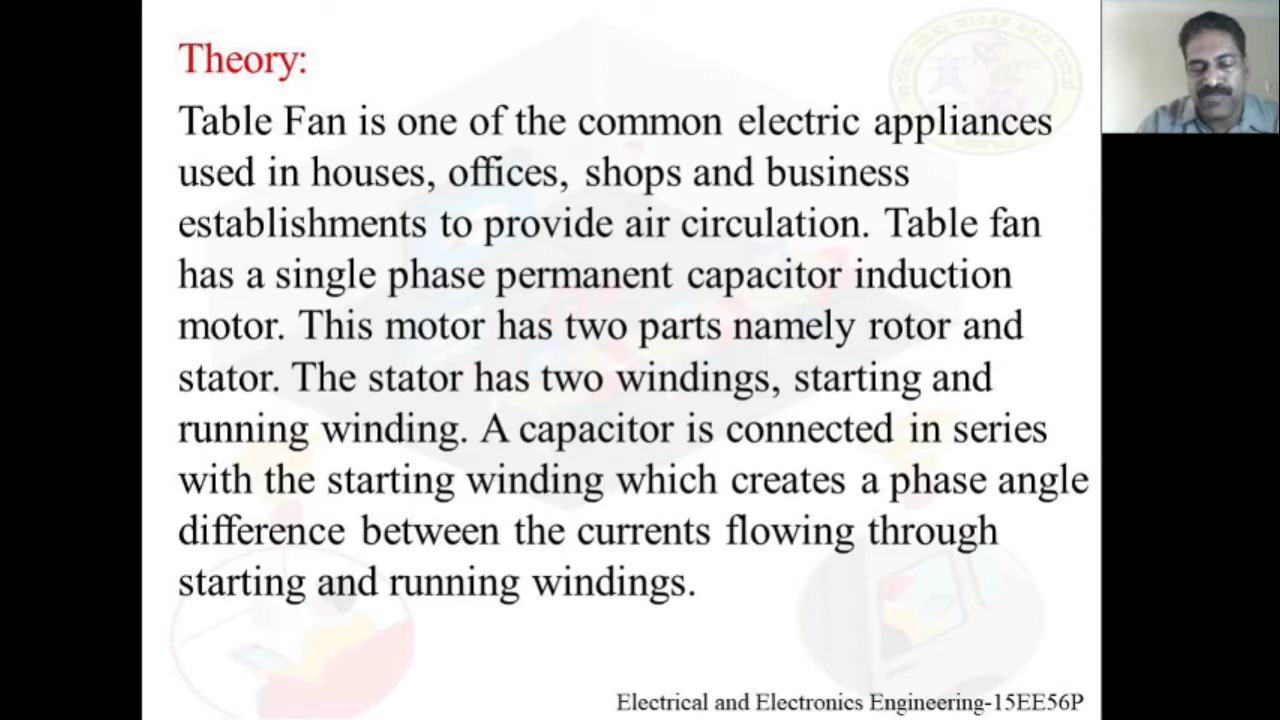 Theory:
Table Fan is one of the common electric appliances
used in houses, offices, shops and business
establishments to provide air circulation. Table fan
has a single phase permanent capacitor induction
motor. This motor has two parts namely rotor and
stator. The stator has two windings, starting and
running winding. A capacitor is connected in series
with the starting winding which creates a phase angle
difference between the currents flowing through
starting and running windings.
Electrical and Electronics Engineering-15EE56P